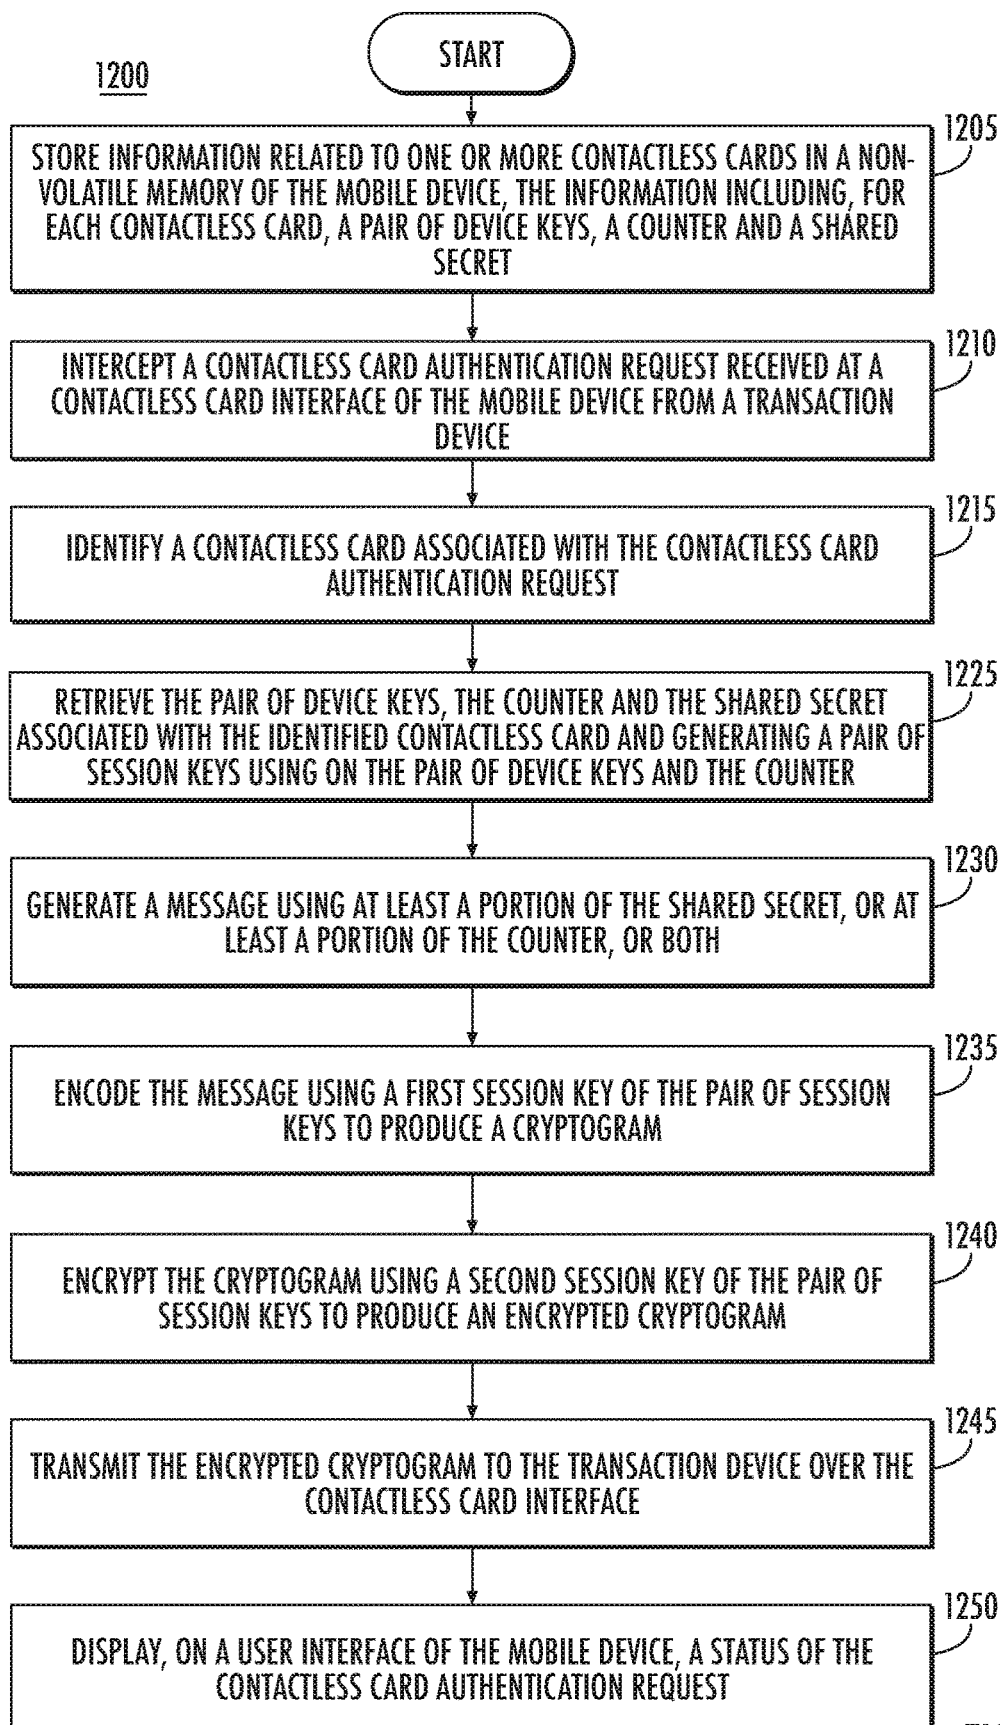 START
1200
1205
STORE INFORMATION RELATED TO ONE OR MORE CONTACTLESS CARDS IN A NON-
VOLATILE MEMORY OF THE MOBILE DEVICE, THE INFORMATION INCLUDING, FOR
EACH CONTACTLESS CARD, A PAIR OF DEVICE KEYS, A COUNTER AND A SHARED
SECRET
1210
INTERCEPT A CONTACTLESS CARD AUTHENTICATION REQUEST RECEIVED AT A
CONTACTLESS CARD INTERFACE OF THE MOBILE DEVICE FROM A TRANSACTION
DEVICE
1215
IDENTIFY A CONTACTLESS CARD ASSOCIATED WITH THE CONTACTLESS CARD
AUTHENTICATION REQUEST
1225
RETRIEVE THE PAIR OF DEVICE KEYS, THE COUNTER AND THE SHARED SECRET
ASSOCIATED WITH THE IDENTIFIED CONTACTLESS CARD AND GENERATING A PAIR OF
SESSION KEYS USING ON THE PAIR OF DEVICE KEYS AND THE COUNTER
1230
GENERATE A MESSAGE USING AT LEAST A PORTION OF THE SHARED SECRET, OR AT
LEAST A PORTION OF THE COUNTER, OR BOTH
1235
ENCODE THE MESSAGE USING A FIRST SESSION KEY OF THE PAIR OF SESSION
KEYS TO PRODUCE A CRYPTOGRAM
1240
ENCRYPT THE CRYPTOGRAM USING A SECOND SESSION KEY OF THE PAIR OF
SESSION KEYS TO PRODUCE AN ENCRYPTED CRYPTOGRAM
1245
TRANSMIT THE ENCRYPTED CRYPTOGRAM TO THE TRANSACTION DEVICE OVER THE
CONTACTLESS CARD INTERFACE
1250
DISPLAY, ON A USER INTERFACE OF THE MOBILE DEVICE, A STATUS OF THE
CONTACTLESS CARD AUTHENTICATION REQUEST